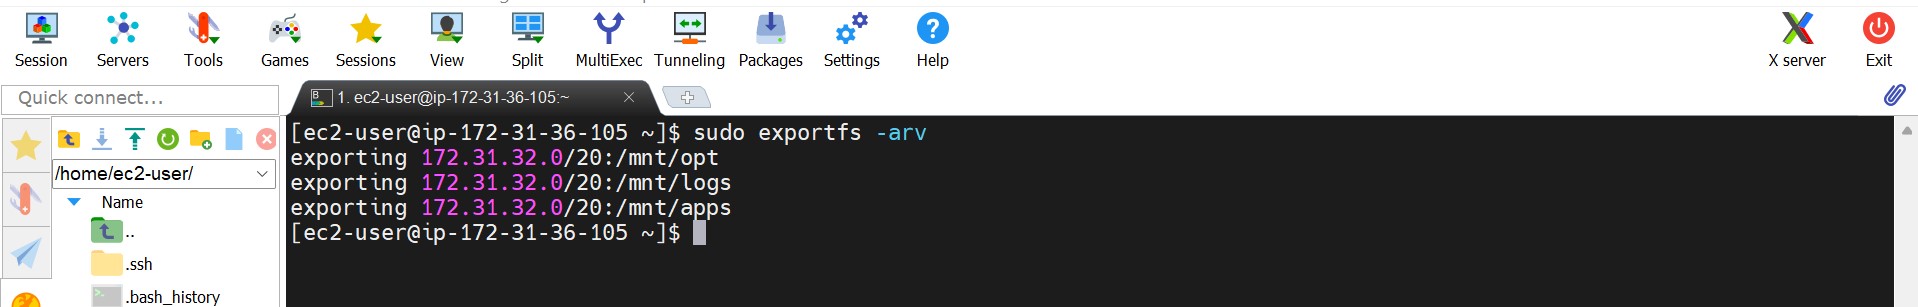 Session Servers Tools Games Sessions View Split MultiExec Tunneling Packages Settings Help X server Exit
Quick connect...
1. ec2-user@ip-172-31-36-105:~
[ec2-user@ip-172-31-36-105 ~]$ sudo exportfs -arv
exporting 172.31.32.0/20:/mnt/opt
exporting 172.31.32.0/20:/mnt/logs
exporting 172.31.32.0/20:/mnt/apps
[ec2-user@ip-172-31-36-105 ~]$
/home/ec2-user/
Name
..
.ssh
.bash_history